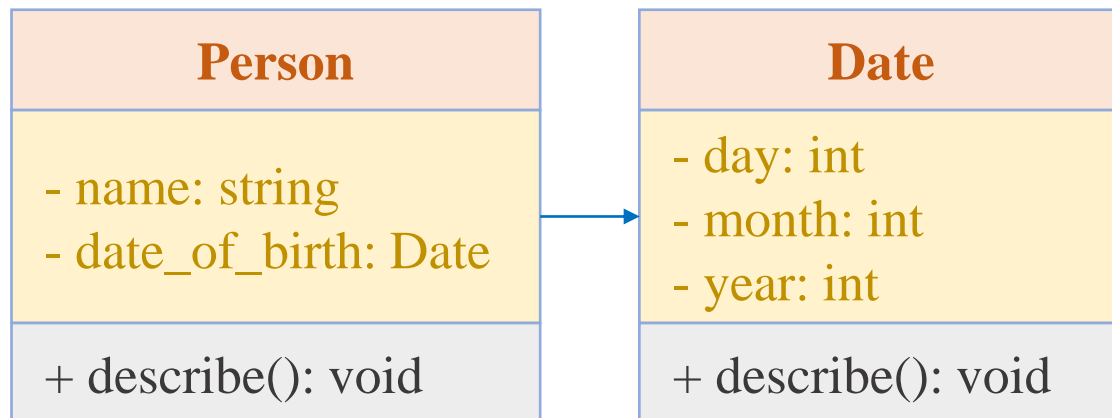 Person
- name: string
- date_of_birth: Date
+ describe(): void
Date
- day: int
- month: int
- year: int
+ describe(): void